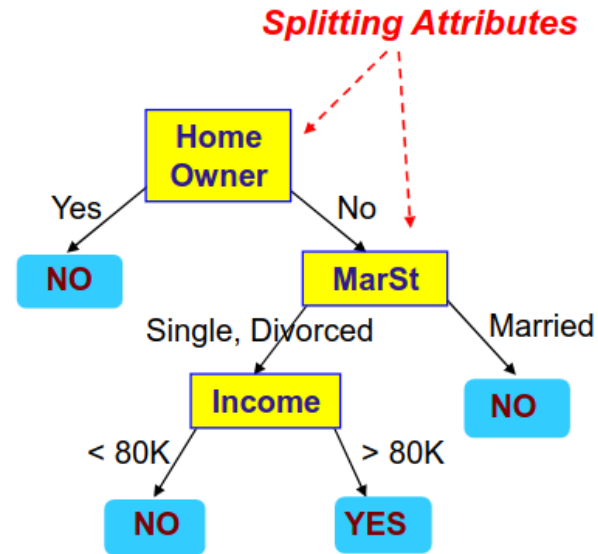 Splitting Attributes
Home
Owner
Yes
No
NO
MarSt
Single, Divorced
Married
Income
NO
< 80K
> 80K
NO
YES